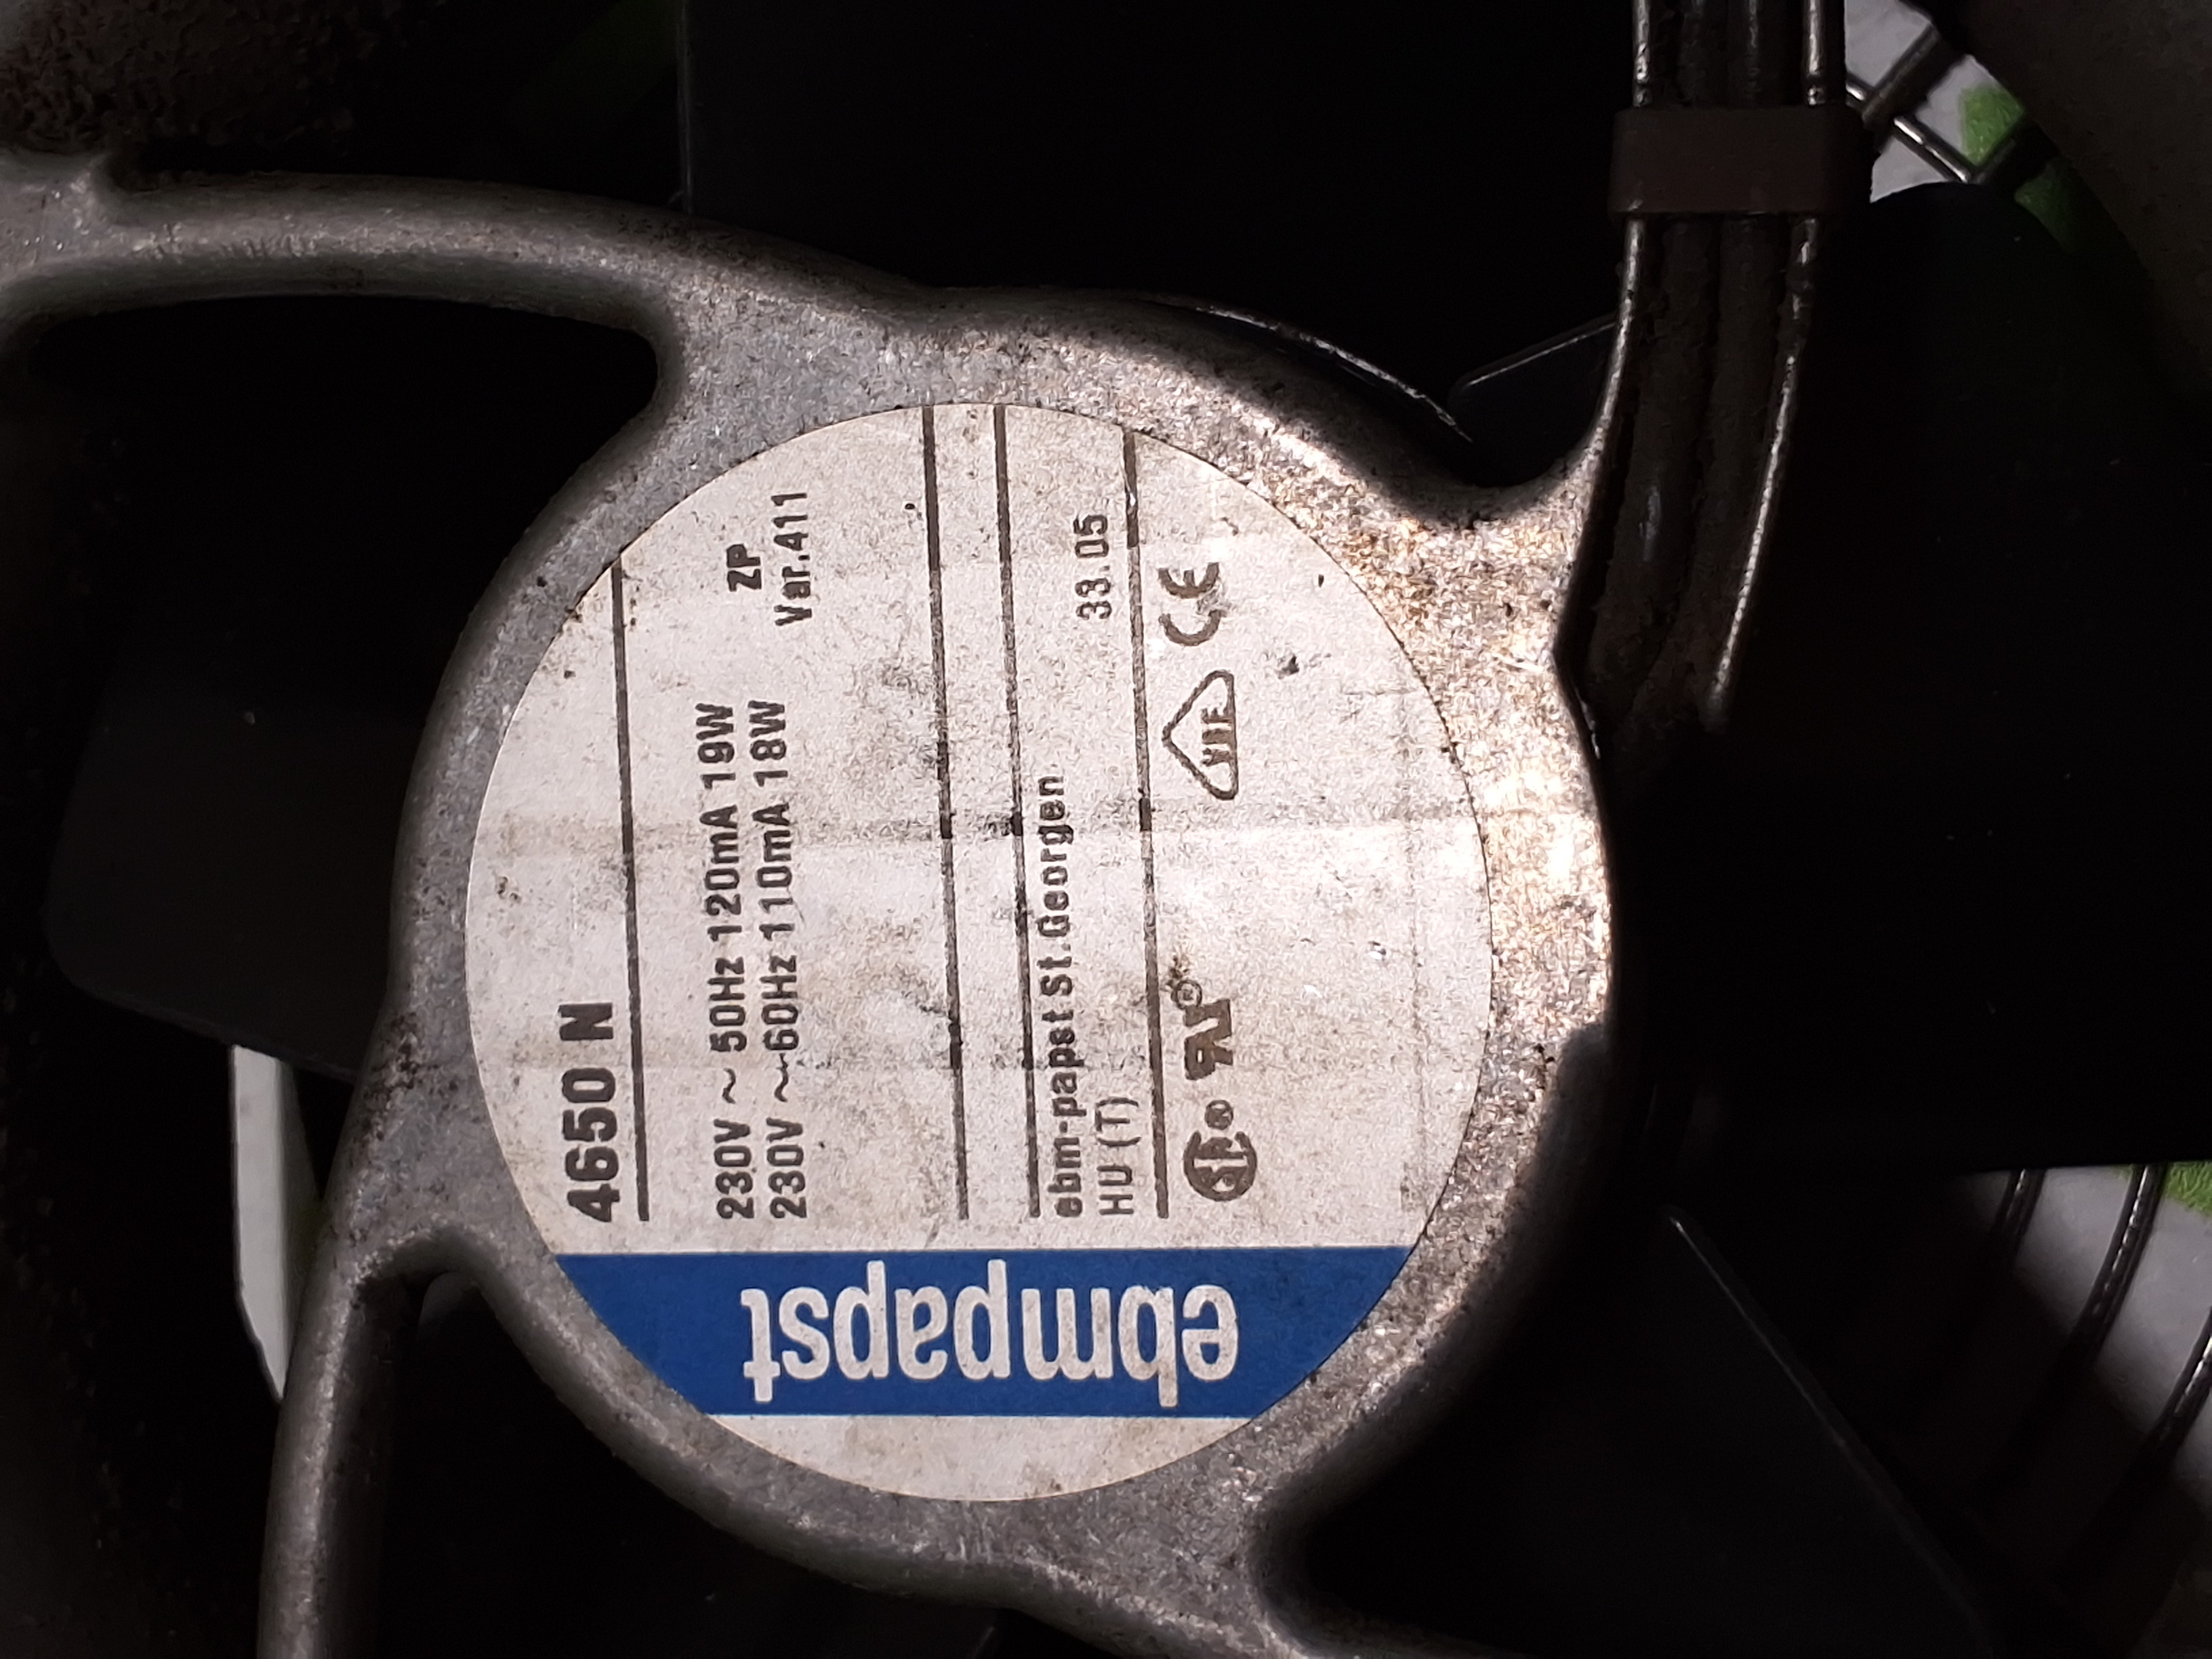 4650 N
230V ~ 50Hz 120mA 19W ZP
230V ~60Hz 110mA 18W Var.411
ebm-papst St.Georgen
HU (T) 33.05
ebmpapst
VDE CE